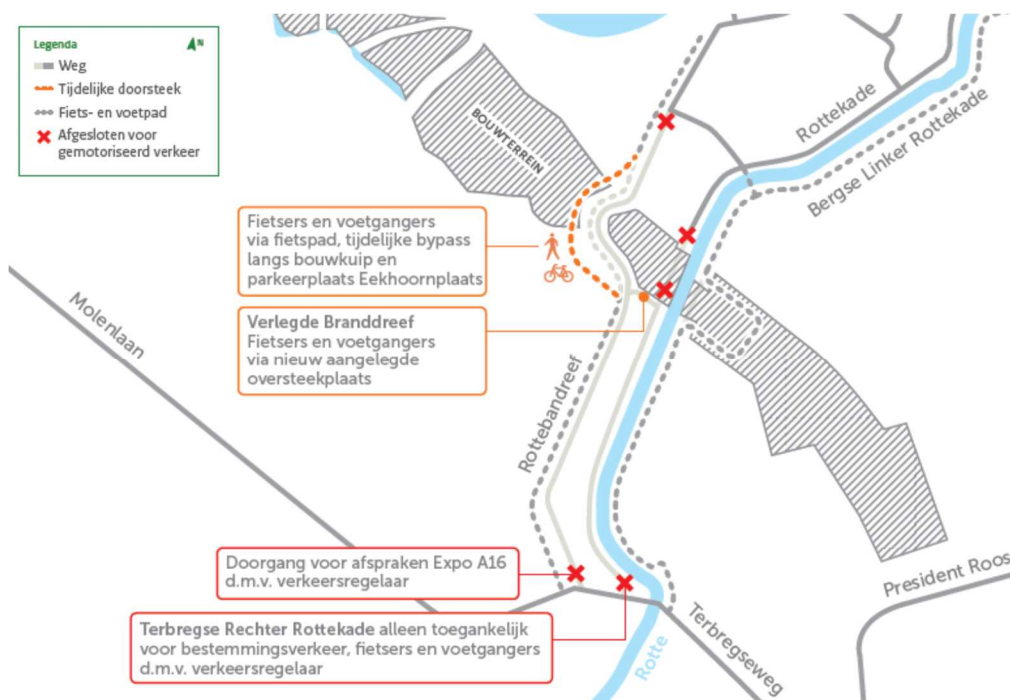 Legenda
N
Weg
Tijdelijke doorsteek
Fiets- en voetpad
Afgesloten voor
gemotoriseerd verkeer
BOUWTERREIN
Rottekade
Bergse Linker Rottekade
Fietsers en voetgangers
via fietspad, tijdelijke bypass
langs bouwkuip en
parkeerplaats Eekhoornplaats
Molenlaan
Verlegde Branddreef
Fietsers en voetgangers
via nieuw aangelegde
oversteekplaats
Rottebandreef
Doorgang voor afspraken Expo A16
d.m.v. verkeersregelaar
President Roos
Terbregse Rechter Rottekade alleen toegankelijk
voor bestemmingsverkeer, fietsers en voetgangers
d.m.v. verkeersregelaar
Rotte
Terbregseweg